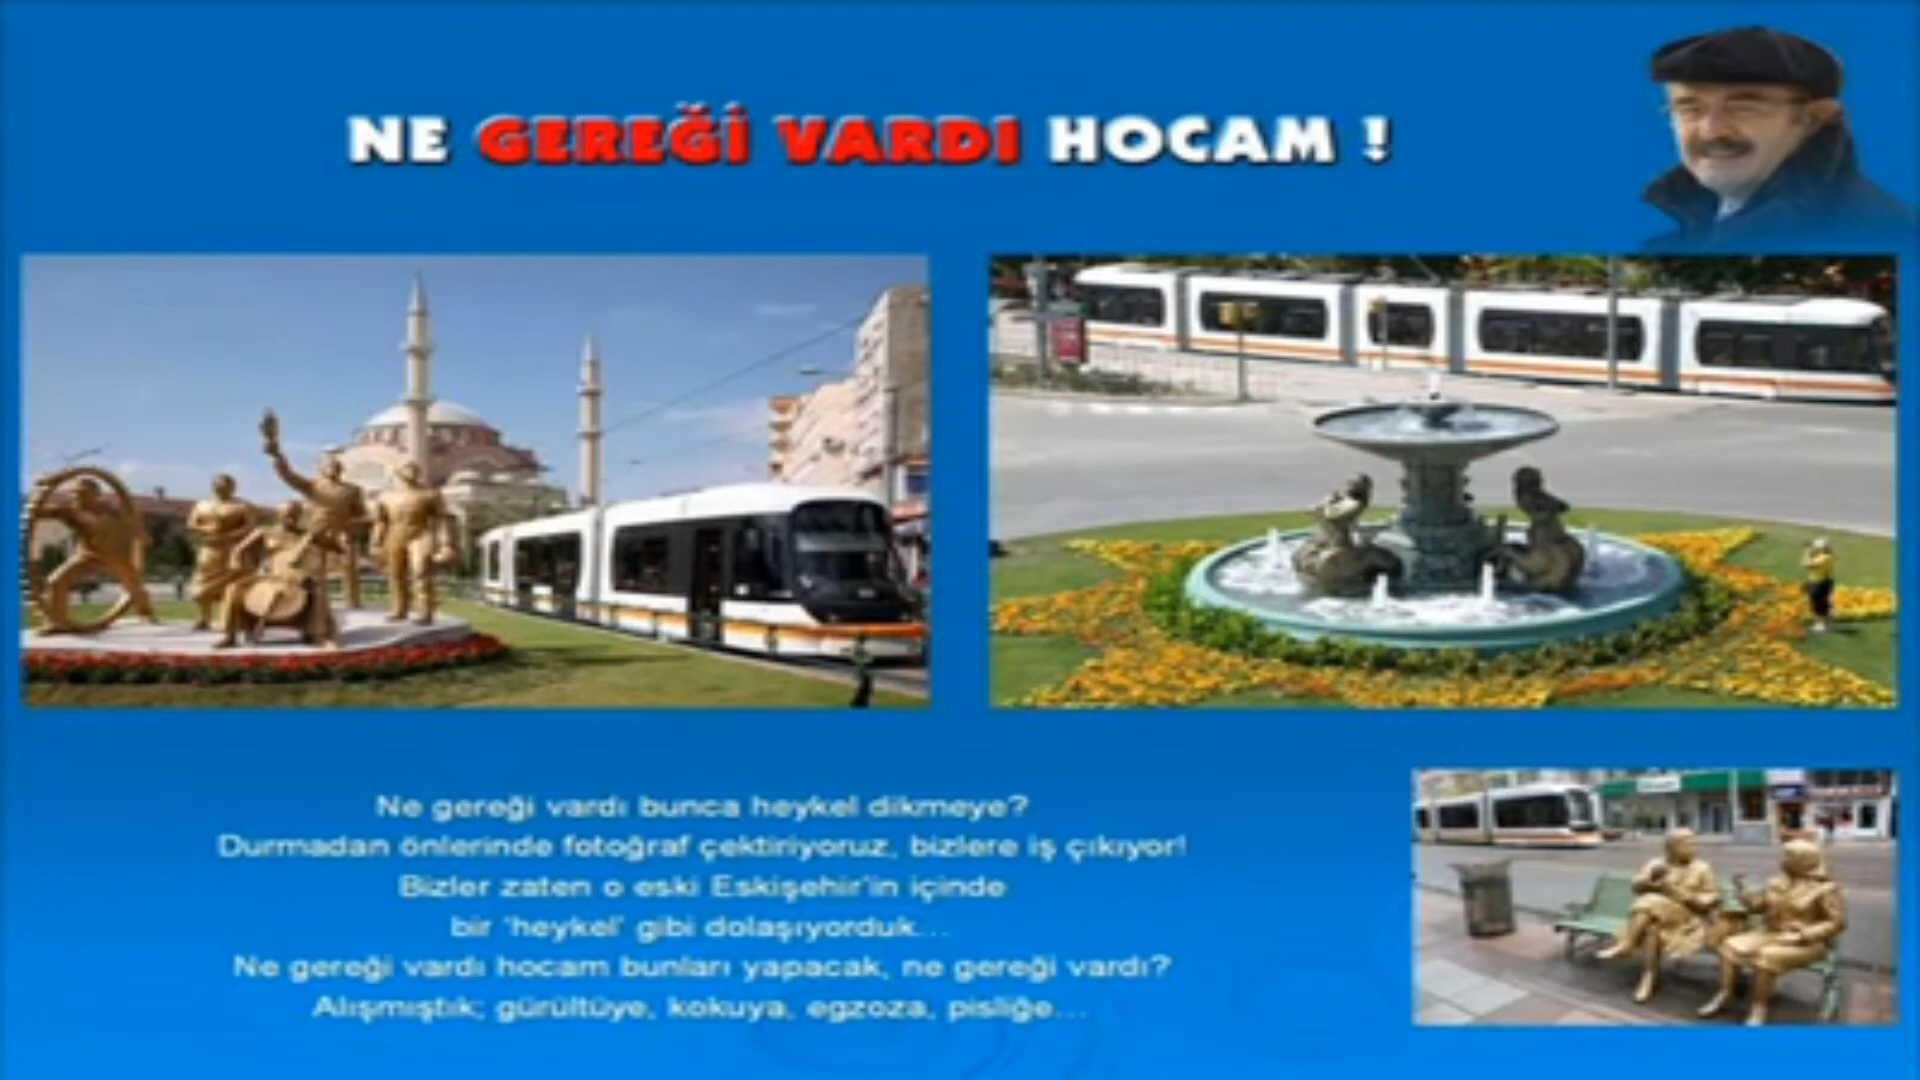 NE GEREĞİ VARDI HOCAM !
Ne gereği vardı bunca heykel dikmeye?
Durmadan önlerinde fotoğraf çektiriyoruz, bizlere iş çıkıyor!
Bizler zaten o eski Eskişehir'in içinde
bir 'heykel' gibi dolaşıyorduk...
Ne gereği vardı hocam bunları yapacak, ne gereği vardı?
Alışmıştık; gürültüye, kokuya, egzoza, pisliğe...